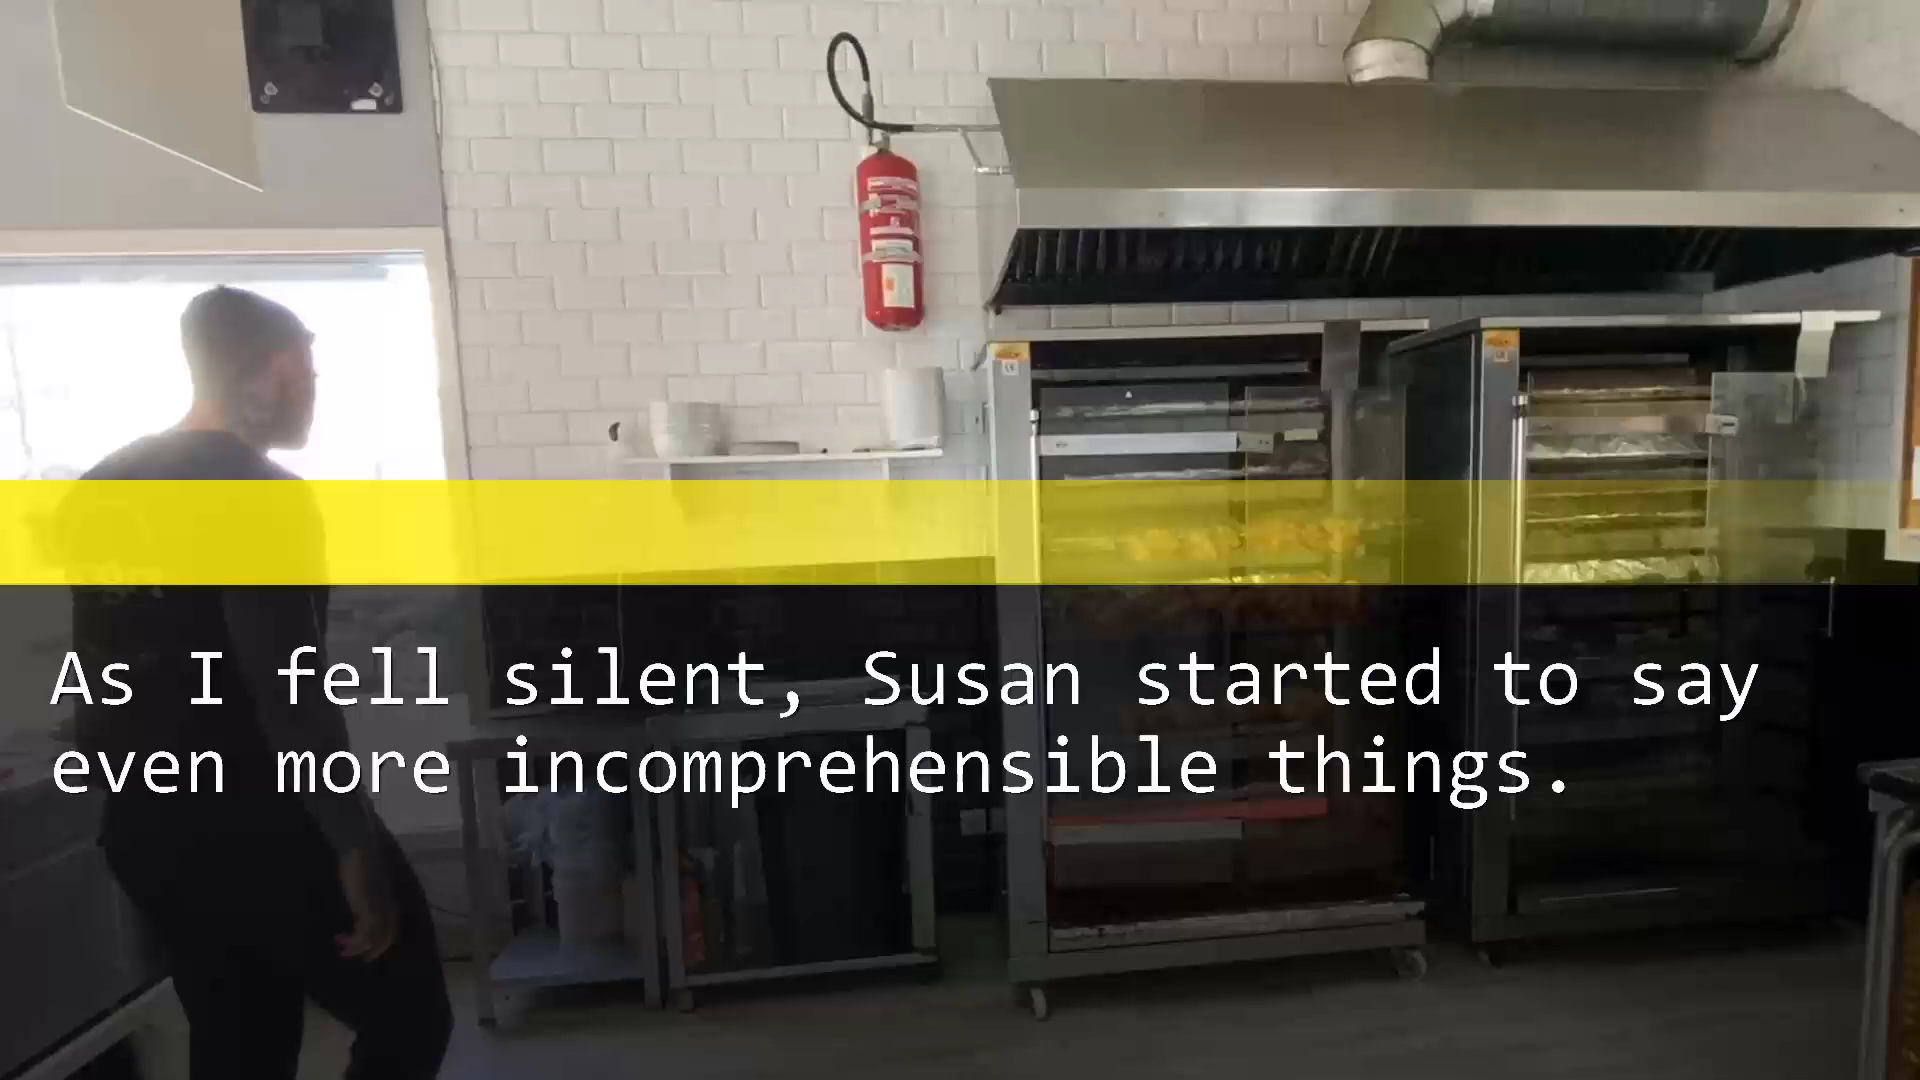 As I fell silent, Susan started to say
even more incomprehensible things.